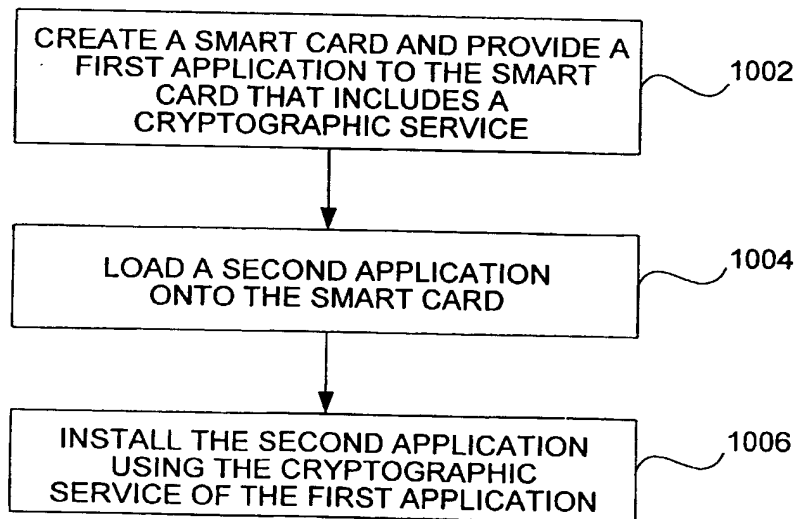 CREATE A SMART CARD AND PROVIDE A
FIRST APPLICATION TO THE SMART
CARD THAT INCLUDES A
CRYPTOGRAPHIC SERVICE
1002
LOAD A SECOND APPLICATION
ONTO THE SMART CARD
1004
INSTALL THE SECOND APPLICATION
USING THE CRYPTOGRAPHIC
SERVICE OF THE FIRST APPLICATION
1006